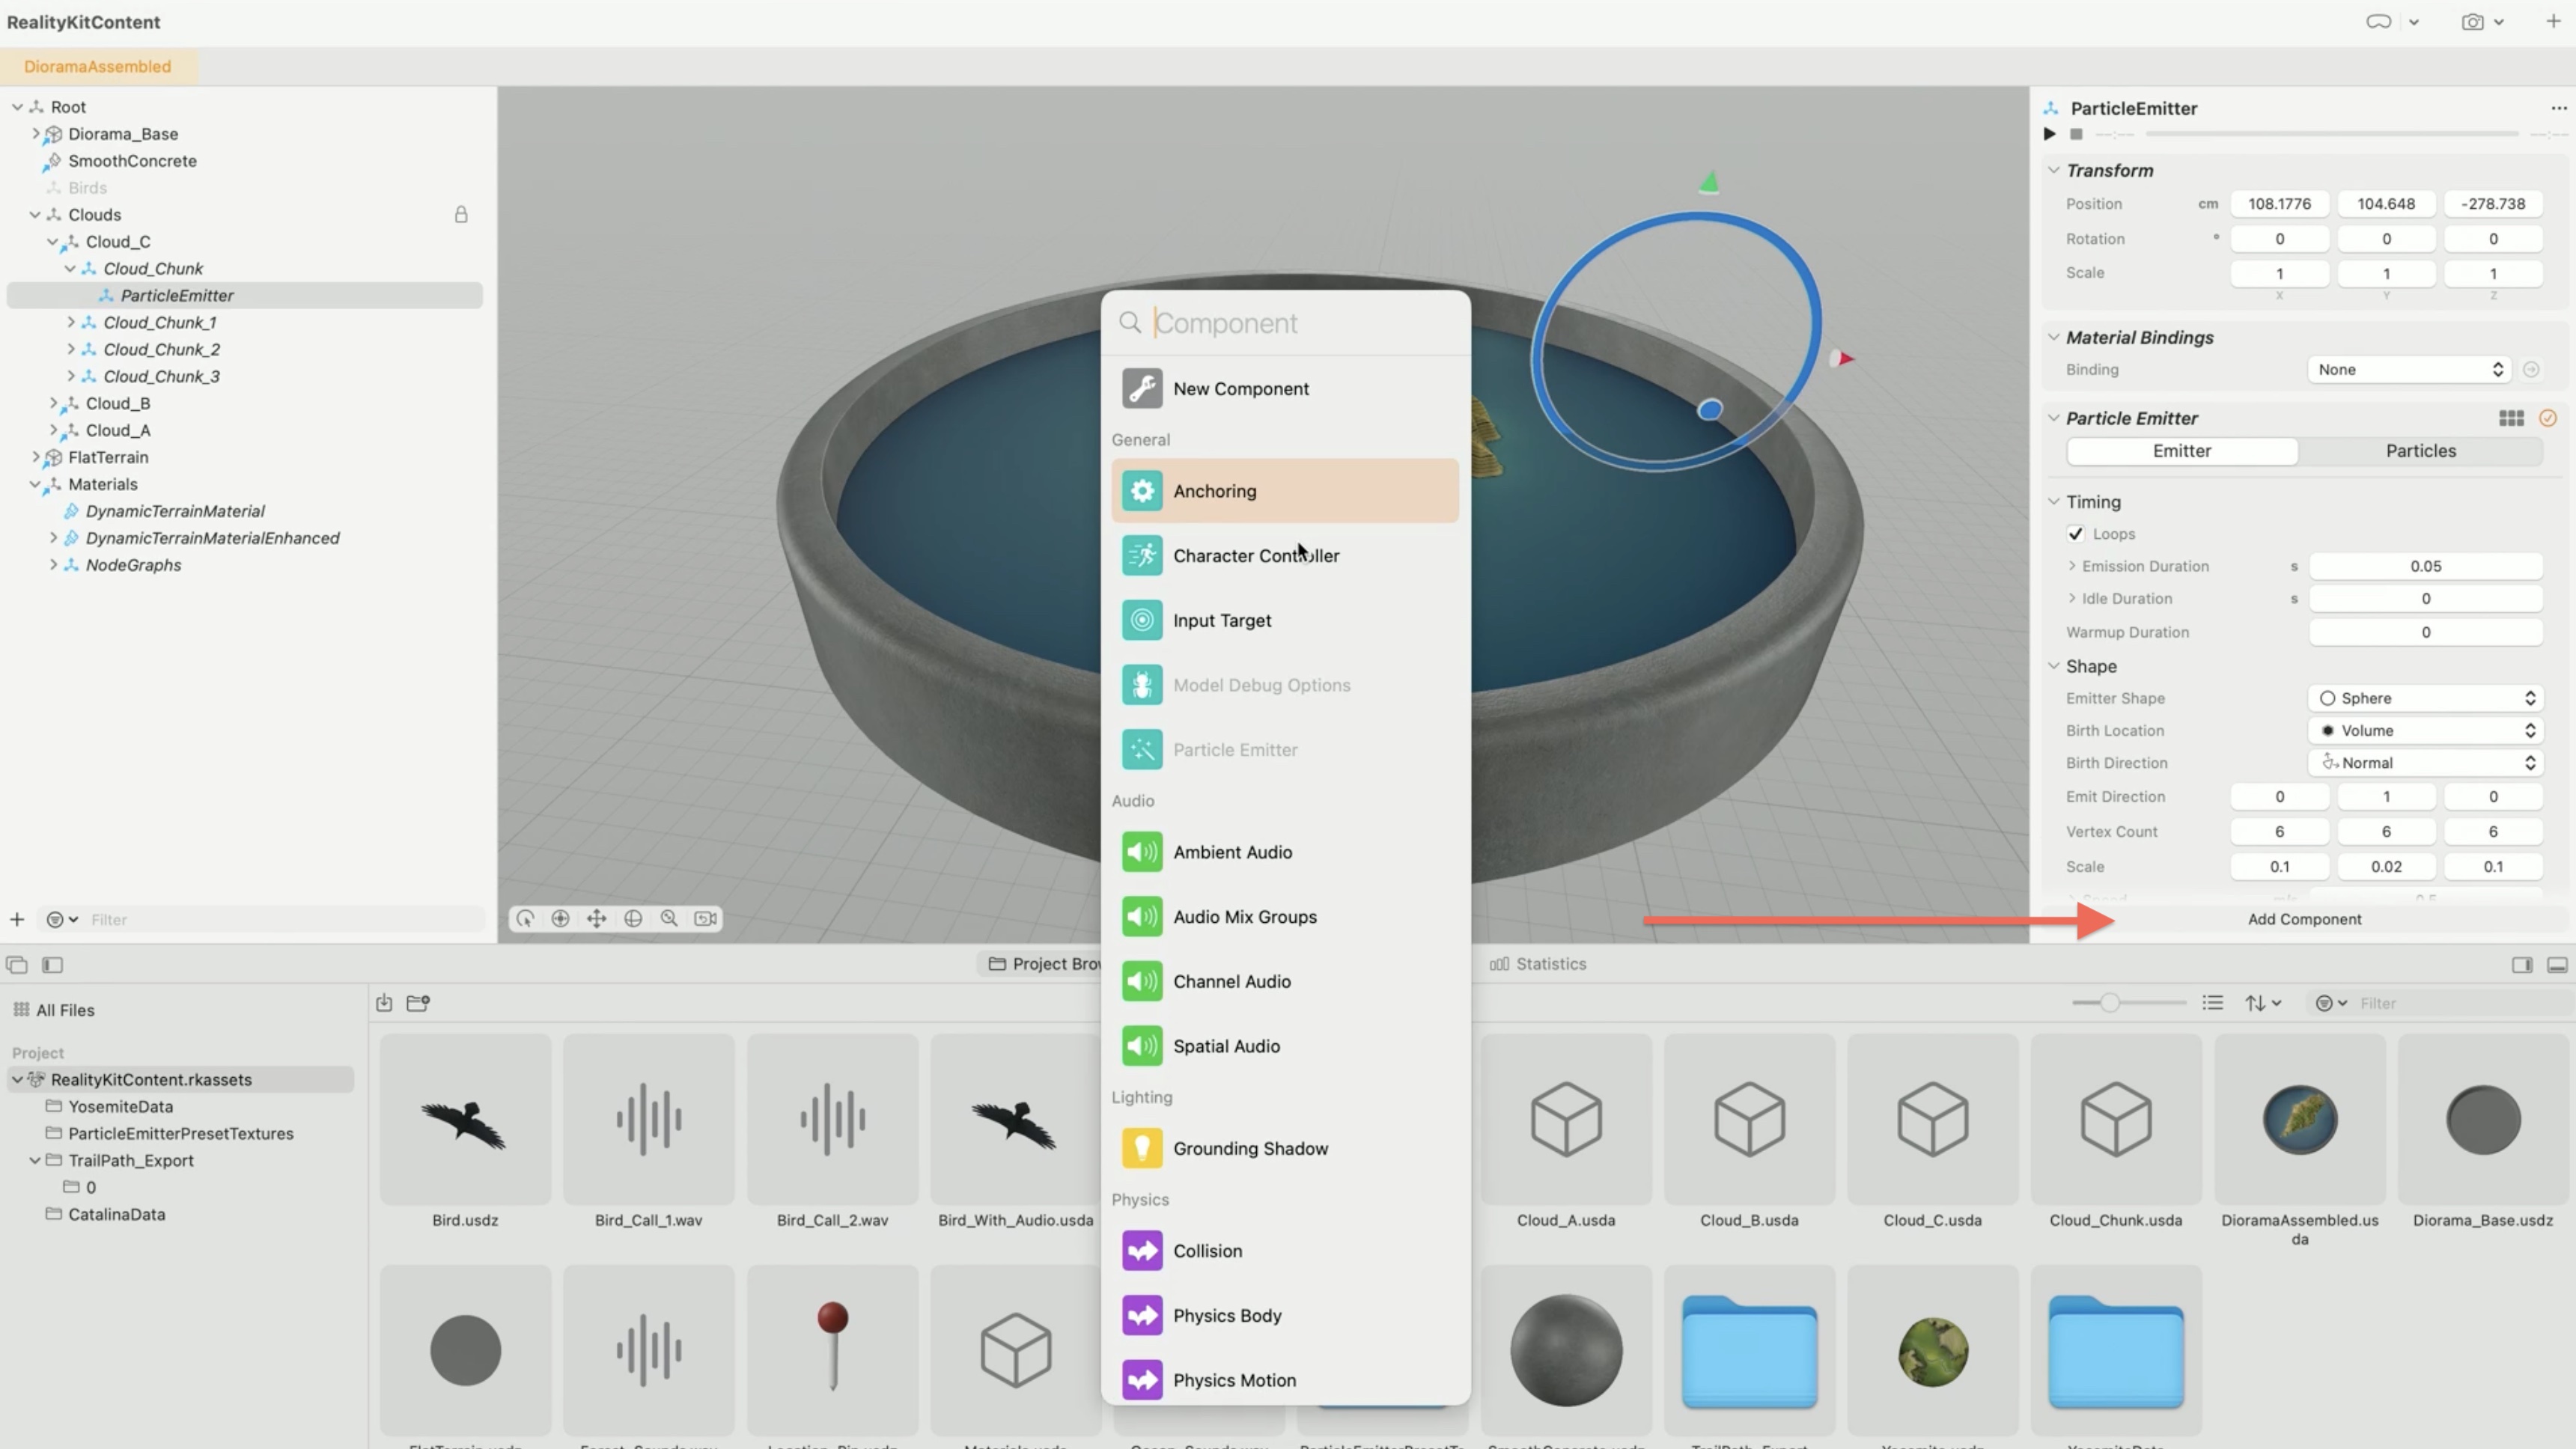 RealityKitContent
DioramaAssembled
Root
Diorama_Base
SmoothConcrete
Birds
Clouds
Cloud_C
Cloud_Chunk
ParticleEmitter
Cloud_Chunk_1
Cloud_Chunk_2
Cloud_Chunk_3
Cloud_B
Cloud_A
FlatTerrain
Materials
DynamicTerrainMaterial
DynamicTerrainMaterialEnhanced
NodeGraphs
Filter
Component
New Component
General
Anchoring
Character Controller
Input Target
Model Debug Options
Particle Emitter
Audio
Ambient Audio
Audio Mix Groups
Channel Audio
Spatial Audio
Lighting
Grounding Shadow
Physics
Collision
Physics Body
Physics Motion
ParticleEmitter
--:-- --:--
Transform
Position cm 108.1776 104.648 -278.738
Rotation ° 0 0 0
Scale 1 1 1
X Y Z
Material Bindings
Binding None
Particle Emitter
Emitter Particles
Timing
Loops
Emission Duration s 0.05
Idle Duration s 0
Warmup Duration 0
Shape
Emitter Shape Sphere
Birth Location Volume
Birth Direction Normal
Emit Direction 0 1 0
Vertex Count 6 6 6
Scale 0.1 0.02 0.1
Speed m/s 0.5
Add Component
Project Brow
Statistics
All Files
Filter
Project
RealityKitContent.rkassets
YosemiteData
ParticleEmitterPresetTextures
TrailPath_Export
0
CatalinaData
Bird.usdz Bird_Call_1.wav Bird_Call_2.wav Bird_With_Audio.usda Cloud_A.usda Cloud_B.usda Cloud_C.usda Cloud_Chunk.usda DioramaAssembled.us Diorama_Base.usdz
da